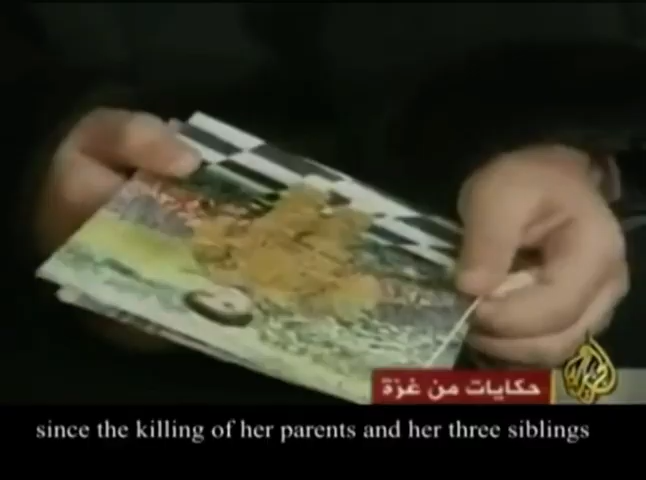 حكايات من غزة
since the killing of her parents and her three siblings